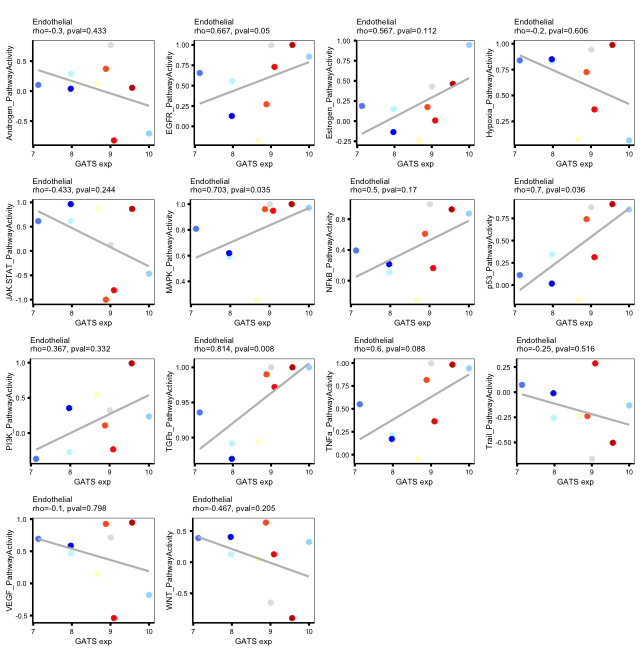 Endothelial
rho=-0.3, pval=0.433
Androgen_PathwayActivity
0.5
0.0
-0.5
7 8 9 10
GATS exp
Endothelial
rho=0.667, pval=0.05
EGFR_PathwayActivity
1.00
0.75
0.50
0.25
0.00
7 8 9 10
GATS exp
Endothelial
rho=0.567, pval=0.112
Estrogen_PathwayActivity
1.00
0.75
0.50
0.25
0.00
-0.25
7 8 9 10
GATS exp
Endothelial
rho=-0.2, pval=0.606
Hypoxia_PathwayActivity
1.00
0.75
0.50
0.25
7 8 9 10
GATS exp
Endothelial
rho=-0.433, pval=0.244
JAK-STAT_PathwayActivity
1.0
0.5
0.0
-0.5
-1.0
7 8 9 10
GATS exp
Endothelial
rho=0.703, pval=0.035
MAPK_PathwayActivity
1.0
0.8
0.6
0.4
7 8 9 10
GATS exp
Endothelial
rho=0.5, pval=0.17
NFkB_PathwayActivity
0.8
0.4
0.0
7 8 9 10
GATS exp
Endothelial
rho=0.7, pval=0.036
p53_PathwayActivity
0.75
0.50
0.25
0.00
7 8 9 10
GATS exp
Endothelial
rho=0.367, pval=0.332
PI3K_PathwayActivity
1.0
0.5
0.0
7 8 9 10
GATS exp
Endothelial
rho=0.814, pval=0.008
TGFb_PathwayActivity
1.00
0.95
0.90
7 8 9 10
GATS exp
Endothelial
rho=0.6, pval=0.088
TNFa_PathwayActivity
1.00
0.75
0.50
0.25
0.00
7 8 9 10
GATS exp
Endothelial
rho=-0.25, pval=0.516
Trail_PathwayActivity
0.25
0.00
-0.25
-0.50
7 8 9 10
GATS exp
Endothelial
rho=-0.1, pval=0.798
VEGF_PathwayActivity
1.0
0.5
0.0
-0.5
7 8 9 10
GATS exp
Endothelial
rho=-0.467, pval=0.205
WNT_PathwayActivity
0.5
0.0
-0.5
7 8 9 10
GATS exp